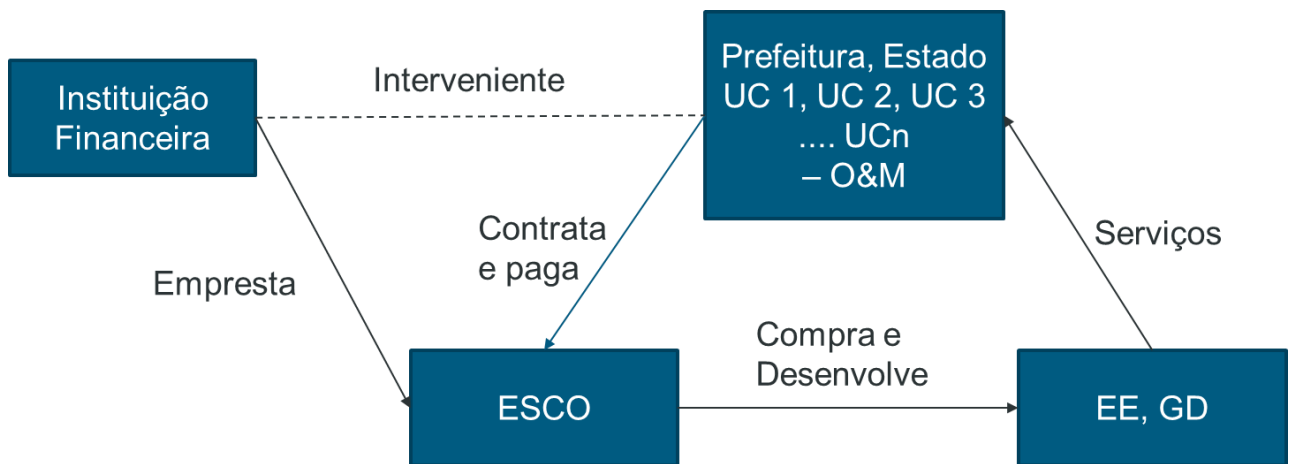 Instituição
Financeira
Interveniente
Prefeitura, Estado
UC 1, UC 2, UC 3
.... UCn
– O&M
Contrata
e paga
Serviços
Empresta
Compra e
Desenvolve
ESCO
EE, GD